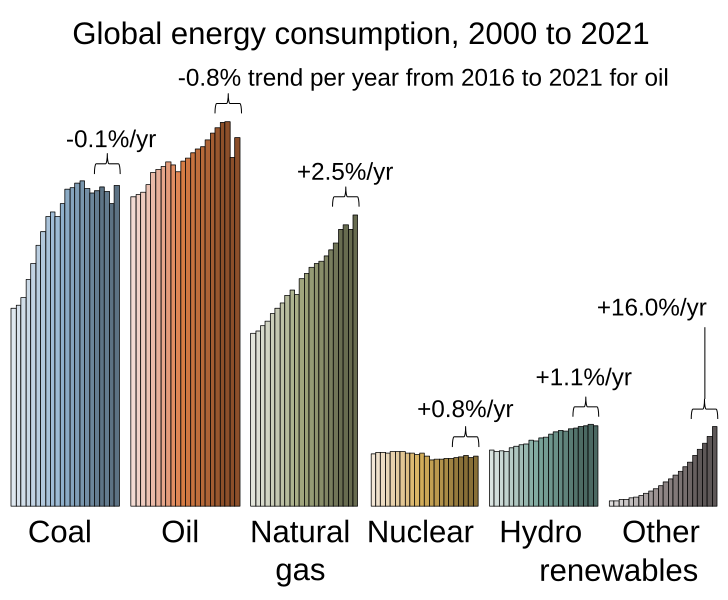 Global energy consumption, 2000 to 2021
-0.8% trend per year from 2016 to 2021 for oil
-0.1%/yr
+2.5%/yr
+16.0%/yr
+1.1%/yr
+0.8%/yr
Coal
Oil
Natural
gas
Nuclear
Hydro
Other
renewables